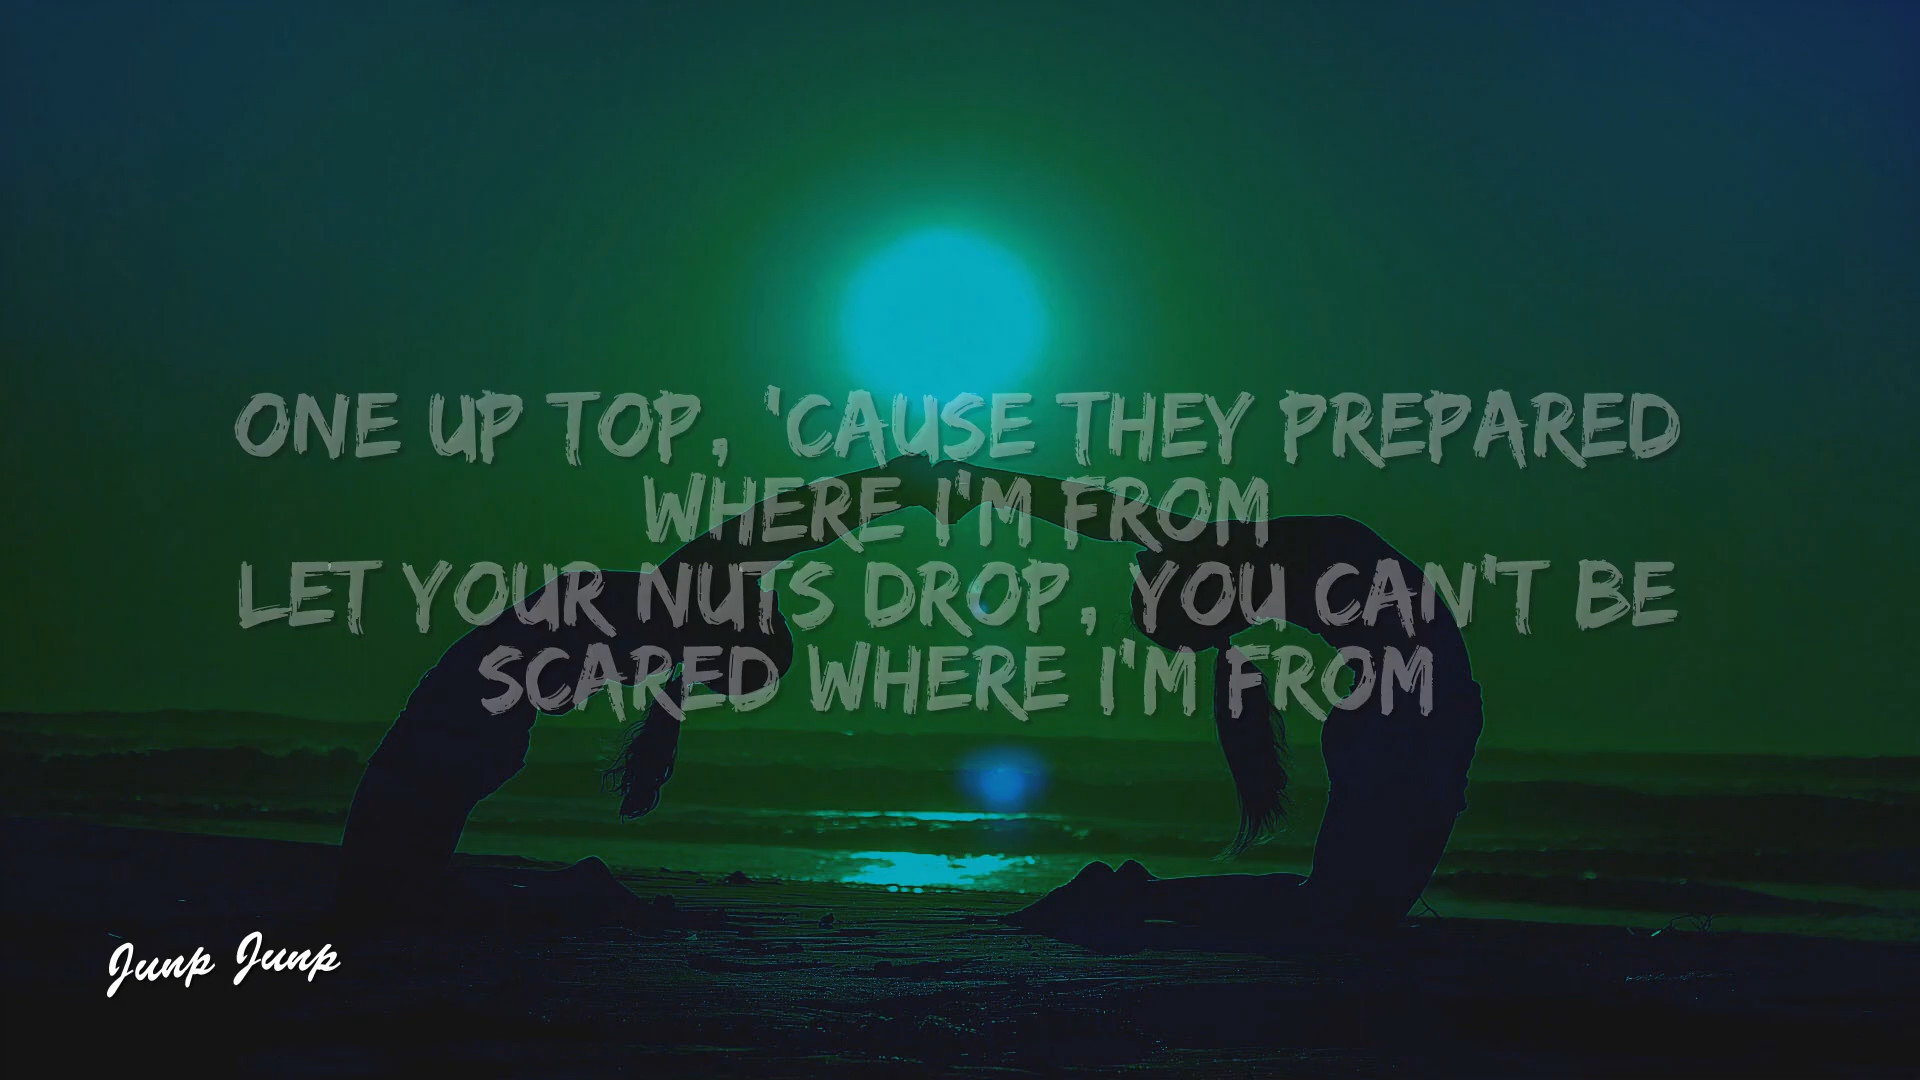 ONE UP TOP, 'CAUSE THEY PREPARED
WHERE I'M FROM
LET YOUR NUTS DROP, YOU CAN'T BE
SCARED WHERE I'M FROM
Junp Junp